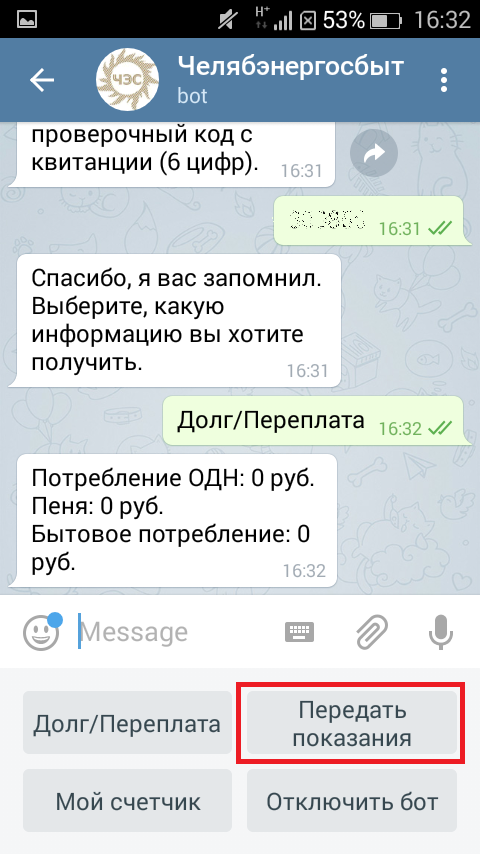 H+
53%
16:32
ЧЭС
Челябэнергосбыт
bot
проверочный код с
квитанции (6 цифр).
16:31
16:31
Спасибо, я вас запомнил.
Выберите, какую
информацию вы хотите
получить.
16:31
Долг/Переплата
16:32
Потребление ОДН: 0 руб.
Пеня: 0 руб.
Бытовое потребление: 0
руб.
16:32
Message
Долг/Переплата
Передать
показания
Мой счетчик
Отключить бот